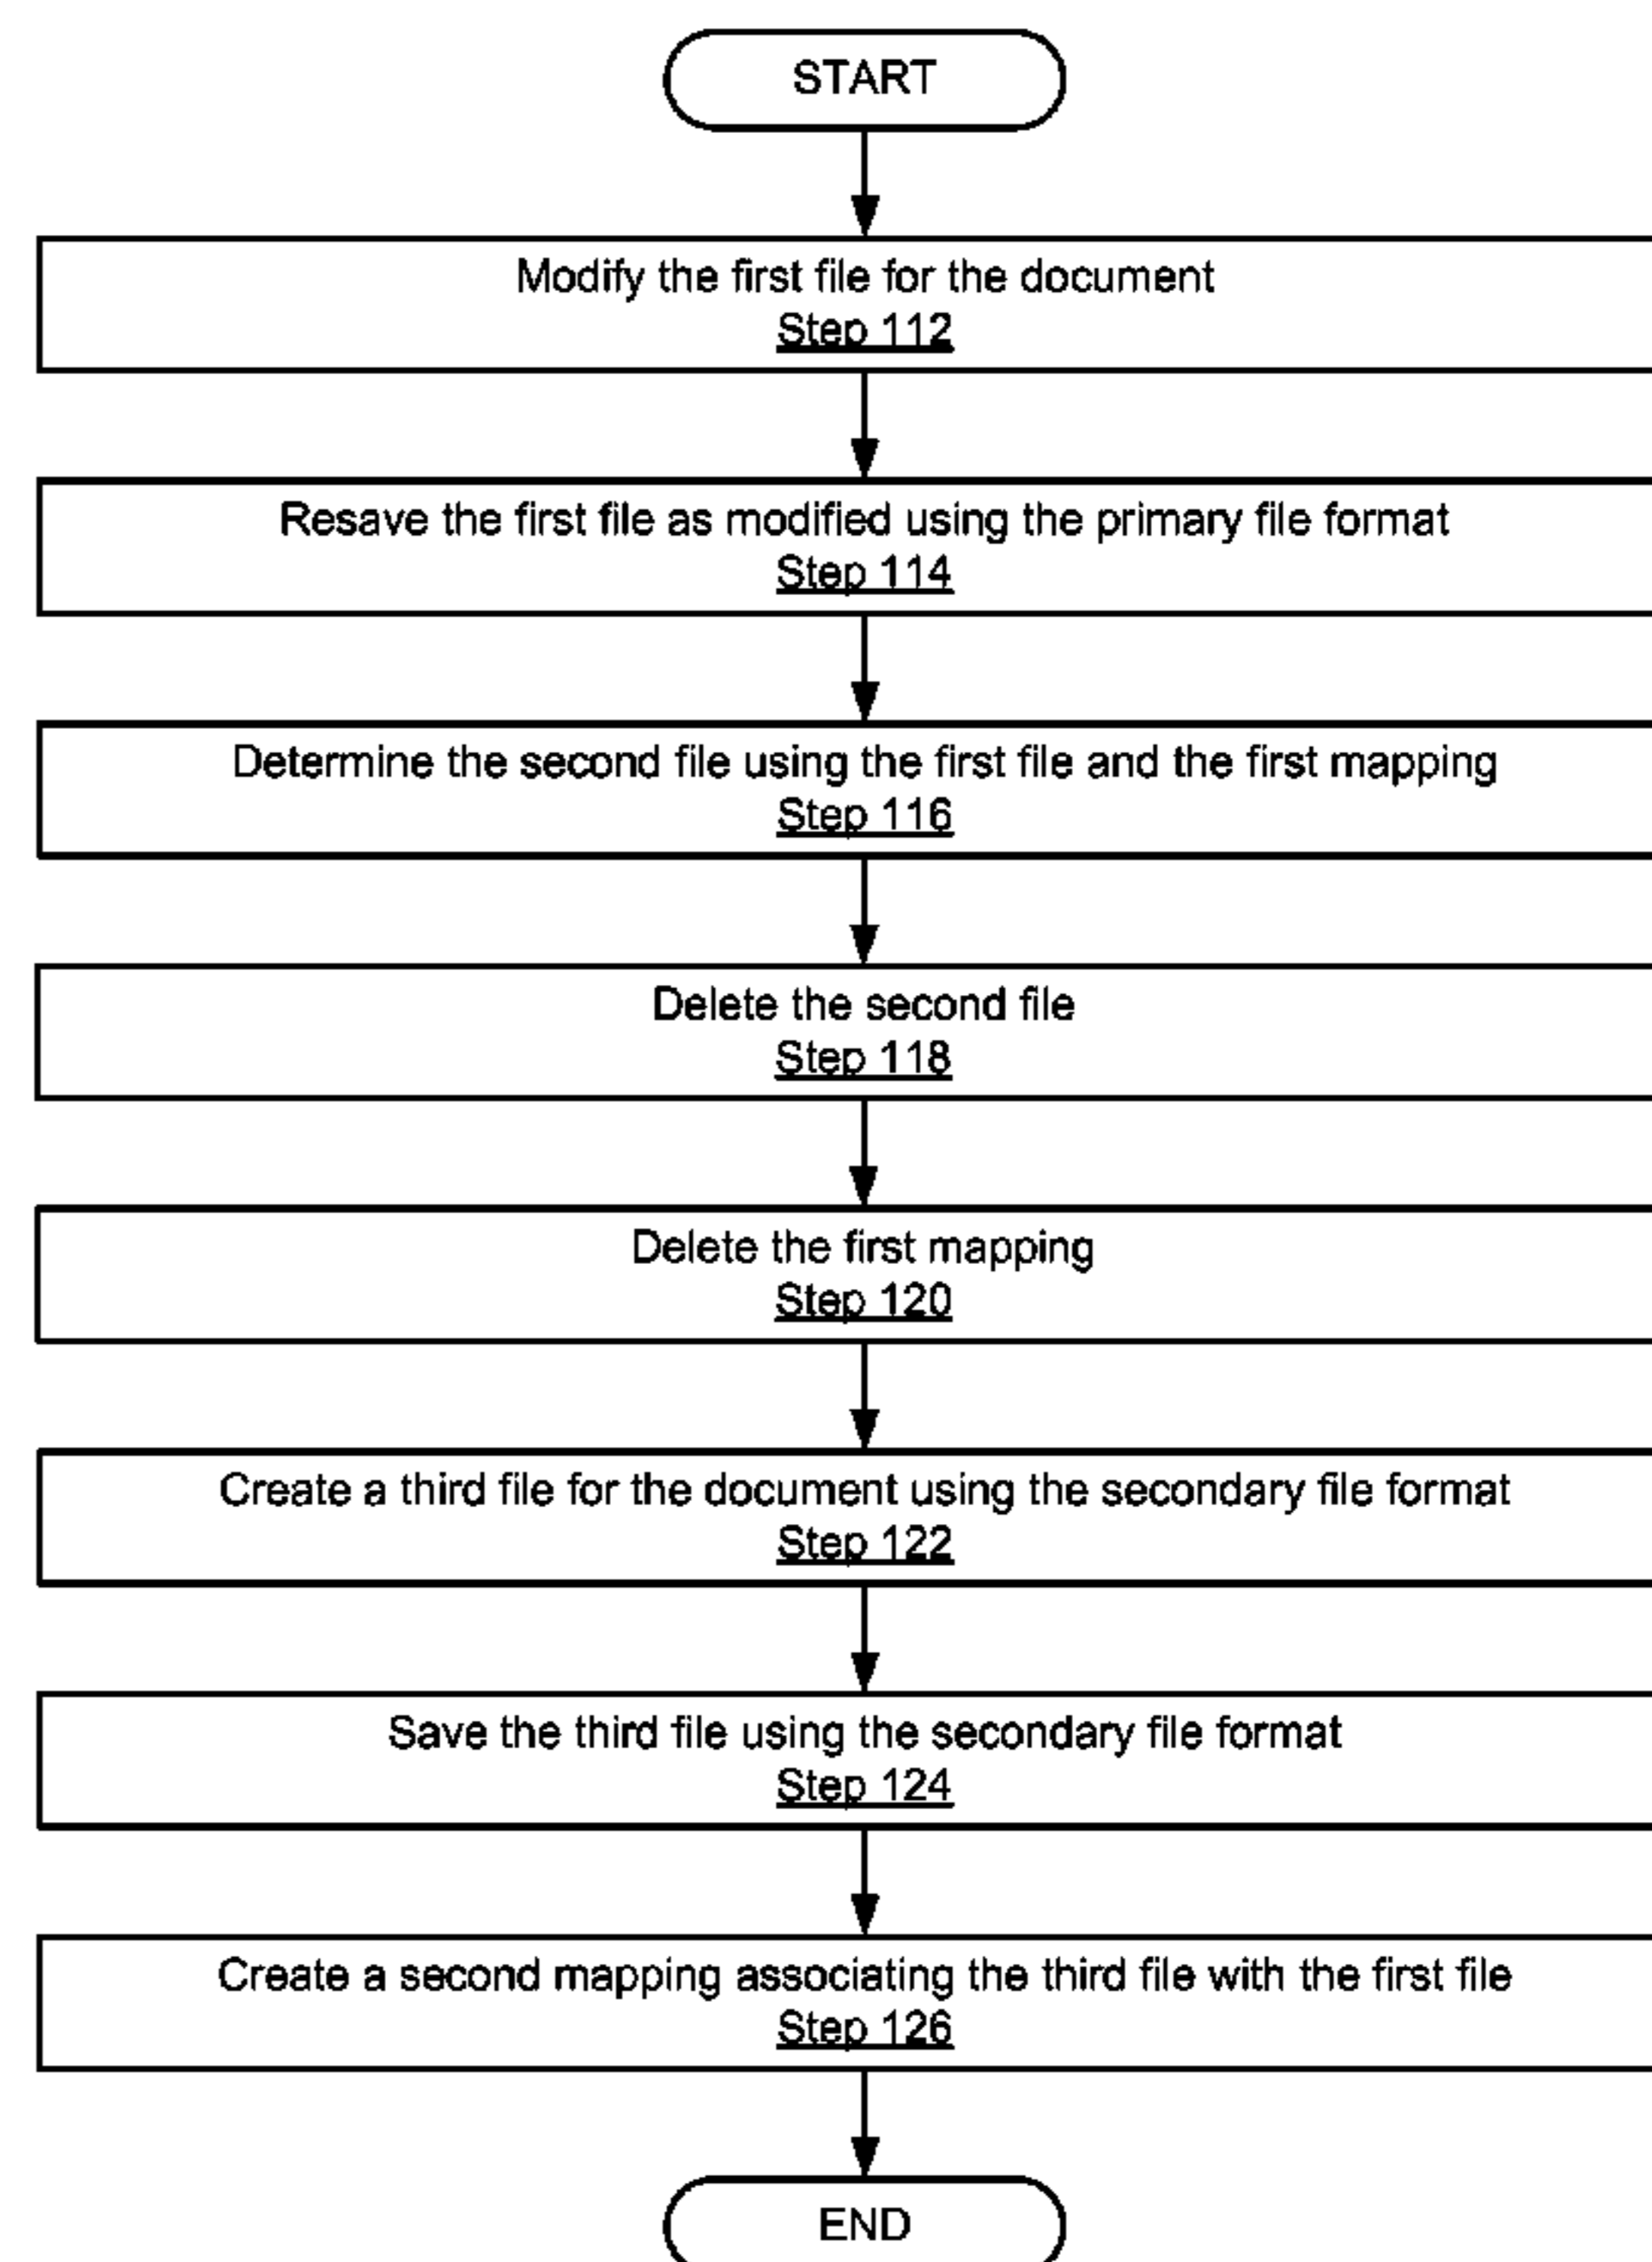 START
Modify the first file for the document
Step 112
Resave the first file as modified using the primary file format
Step 114
Determine the second file using the first file and the first mapping
Step 116
Delete the second file
Step 118
Delete the first mapping
Step 120
Create a third file for the document using the secondary file format
Step 122
Save the third file using the secondary file format
Step 124
Create a second mapping associating the third file with the first file
Step 126
END